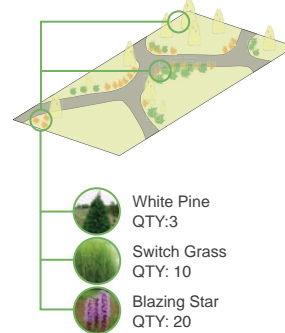 White Pine
QTY:3
Switch Grass
QTY: 10
Blazing Star
QTY: 20